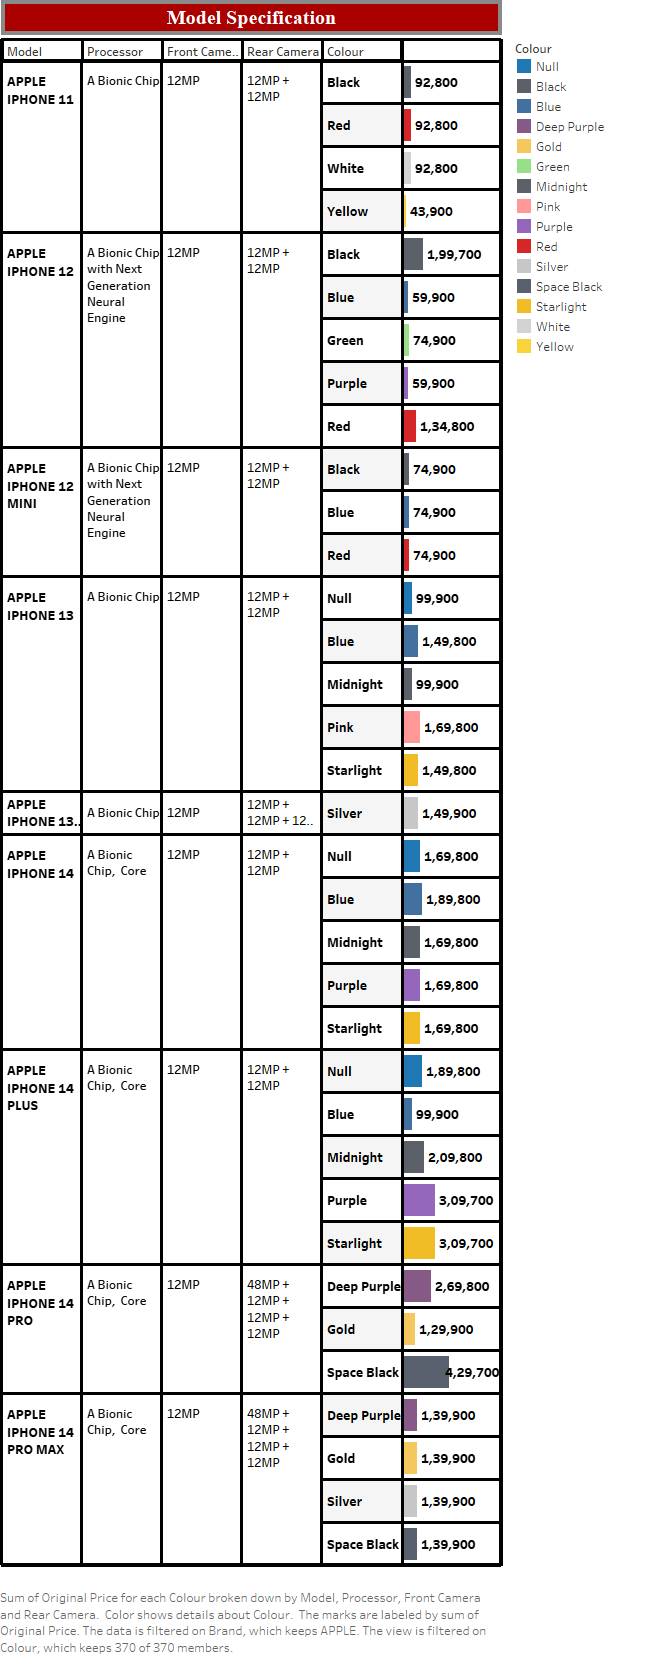 Model Specification
Model Processor Front Came.. Rear Camera Colour
APPLE IPHONE 11 A Bionic Chip 12MP 12MP + 12MP Black 92,800
Red 92,800
White 92,800
Yellow 43,900
APPLE IPHONE 12 A Bionic Chip with Next Generation Neural Engine 12MP 12MP + 12MP Black 1,99,700
Blue 59,900
Green 74,900
Purple 59,900
Red 1,34,800
APPLE IPHONE 12 MINI A Bionic Chip with Next Generation Neural Engine 12MP 12MP + 12MP Black 74,900
Blue 74,900
Red 74,900
APPLE IPHONE 13 A Bionic Chip 12MP 12MP + 12MP Null 99,900
Blue 1,49,800
Midnight 99,900
Pink 1,69,800
Starlight 1,49,800
APPLE IPHONE 13.. A Bionic Chip 12MP 12MP + 12MP + 12.. Silver 1,49,900
APPLE IPHONE 14 A Bionic Chip, Core 12MP 12MP + 12MP Null 1,69,800
Blue 1,89,800
Midnight 1,69,800
Purple 1,69,800
Starlight 1,69,800
APPLE IPHONE 14 PLUS A Bionic Chip, Core 12MP 12MP + 12MP Null 1,89,800
Blue 99,900
Midnight 2,09,800
Purple 3,09,700
Starlight 3,09,700
APPLE IPHONE 14 PRO A Bionic Chip, Core 12MP 48MP + 12MP + 12MP + 12MP Deep Purple 2,69,800
Gold 1,29,900
Space Black 4,29,700
APPLE IPHONE 14 PRO MAX A Bionic Chip, Core 12MP 48MP + 12MP + 12MP + 12MP Deep Purple 1,39,900
Gold 1,39,900
Silver 1,39,900
Space Black 1,39,900
Colour
Null
Black
Blue
Deep Purple
Gold
Green
Midnight
Pink
Purple
Red
Silver
Space Black
Starlight
White
Yellow
Sum of Original Price for each Colour broken down by Model, Processor, Front Camera
and Rear Camera. Color shows details about Colour. The marks are labeled by sum of
Original Price. The data is filtered on Brand, which keeps APPLE. The view is filtered on
Colour, which keeps 370 of 370 members.